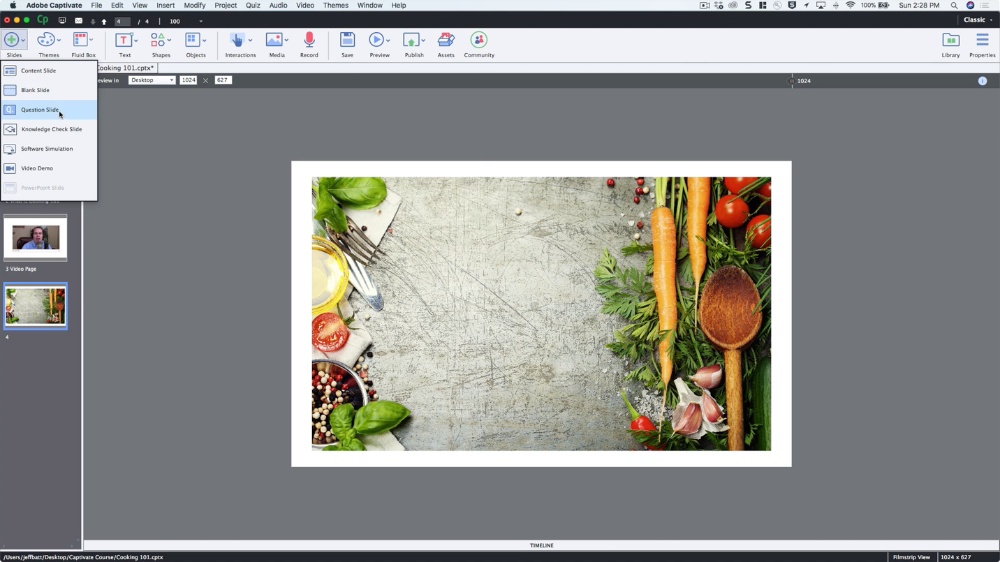 Adobe Captivate File Edit View Insert Modify Project Quiz Audio Video Themes Window Help 100% Sun 2:28 PM
Cp 4 / 4 100 Classic
Slides Themes Fluid Box Text Shapes Objects Interactions Media Record Save Preview Publish Assets Community Library Properties
Cooking 101.cptx*
eview in Desktop 1024 627 1024
Content Slide
Blank Slide
Question Slide
Knowledge Check Slide
Software Simulation
Video Demo
PowerPoint Slide
3 Video Page
4
TIMELINE
/Users/jeffbatt/Desktop/Captivate Course/Cooking 101.cptx Filmstrip View 1024 x 627